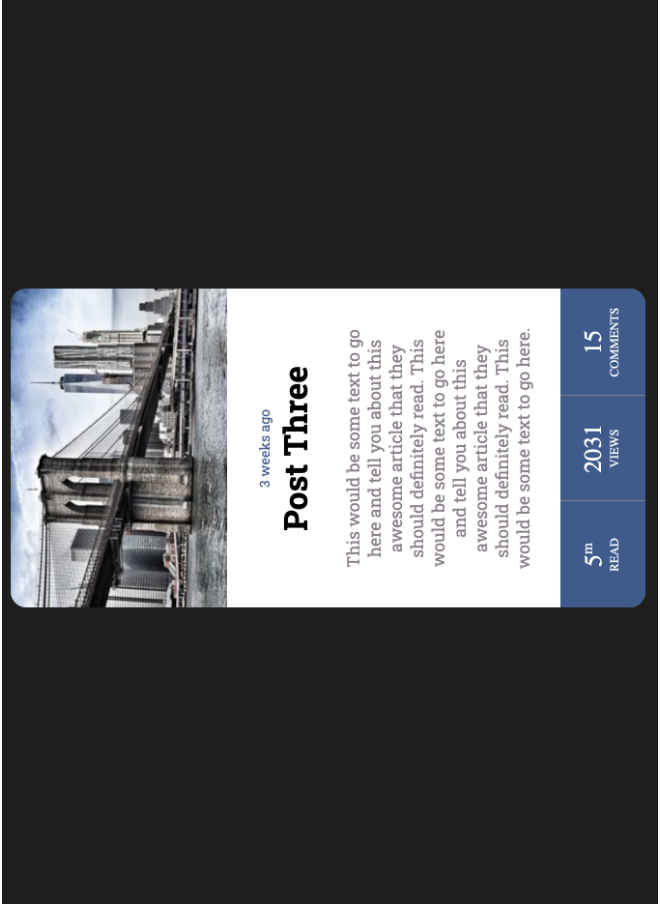 3 weeks ago
Post Three
This would be some text to go
here and tell you about this
awesome article that they
should definitely read. This
would be some text to go here
and tell you about this
awesome article that they
should definitely read. This
would be some text to go here.
5m
READ
2031
VIEWS
15
COMMENTS